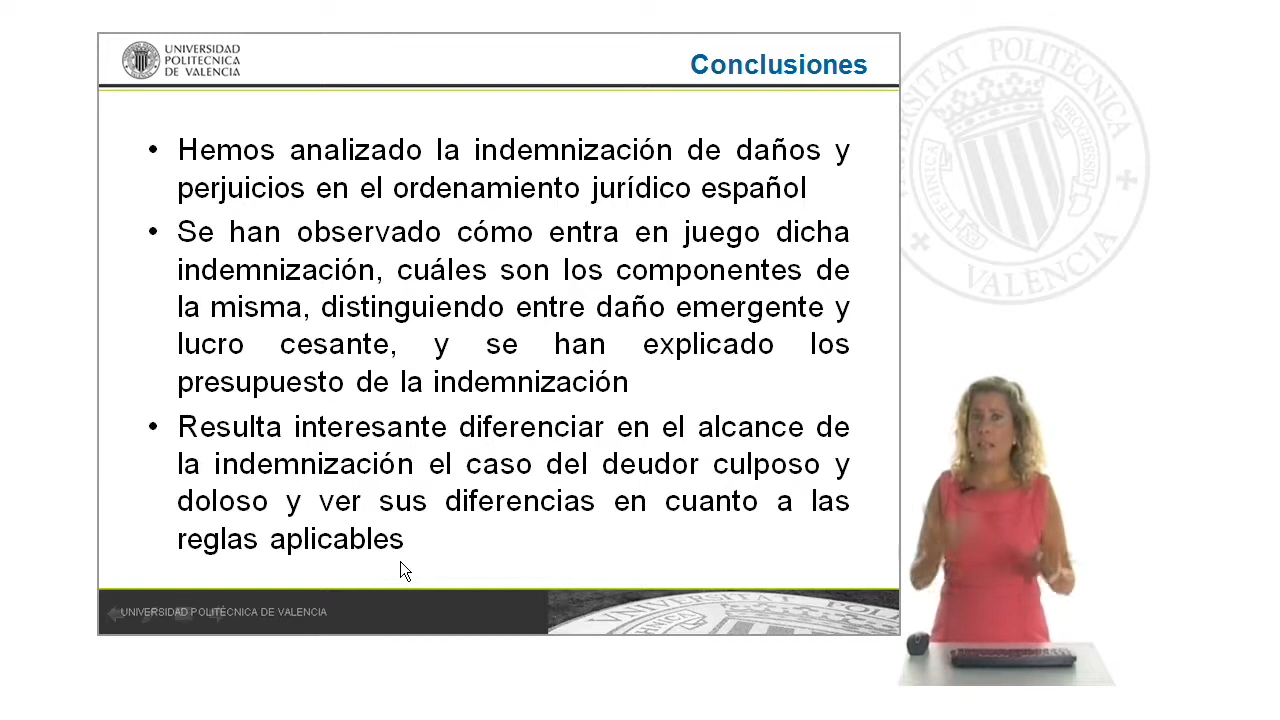 UNIVERSIDAD
POLITECNICA
DE VALENCIA
Conclusiones
• Hemos analizado la indemnización de daños y
perjuicios en el ordenamiento jurídico español
• Se han observado cómo entra en juego dicha
indemnización, cuáles son los componentes de
la misma, distinguiendo entre daño emergente y
lucro cesante, y se han explicado los
presupuesto de la indemnización
• Resulta interesante diferenciar en el alcance de
la indemnización el caso del deudor culposo y
doloso y ver sus diferencias en cuanto a las
reglas aplicables
UNIVERSIDAD POLITÉCNICA DE VALENCIA
POLITÈCNICA
VALENCIA